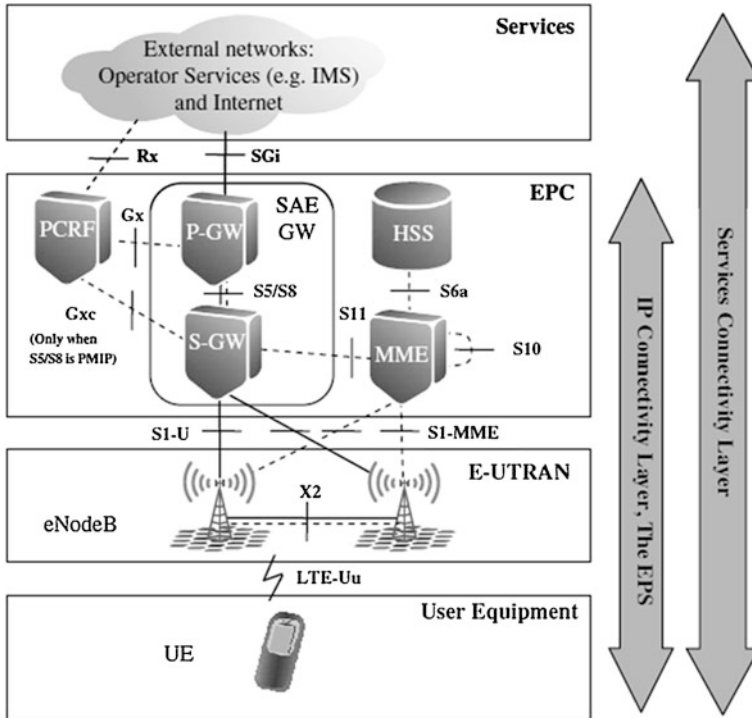 Services
External networks:
Operator Services (e.g. IMS)
and Internet
Rx
SGi
EPC
SAE
GW
PCRF
Gx
P-GW
HSS
S5/S8
S6a
Gxc
(Only when
S5/S8 is PMIP)
S-GW
S11
MME
S10
S1-U
S1-MME
E-UTRAN
X2
eNodeB
LTE-Uu
User Equipment
UE
IP Connectivity Layer, The EPS
Services Connectivity Layer